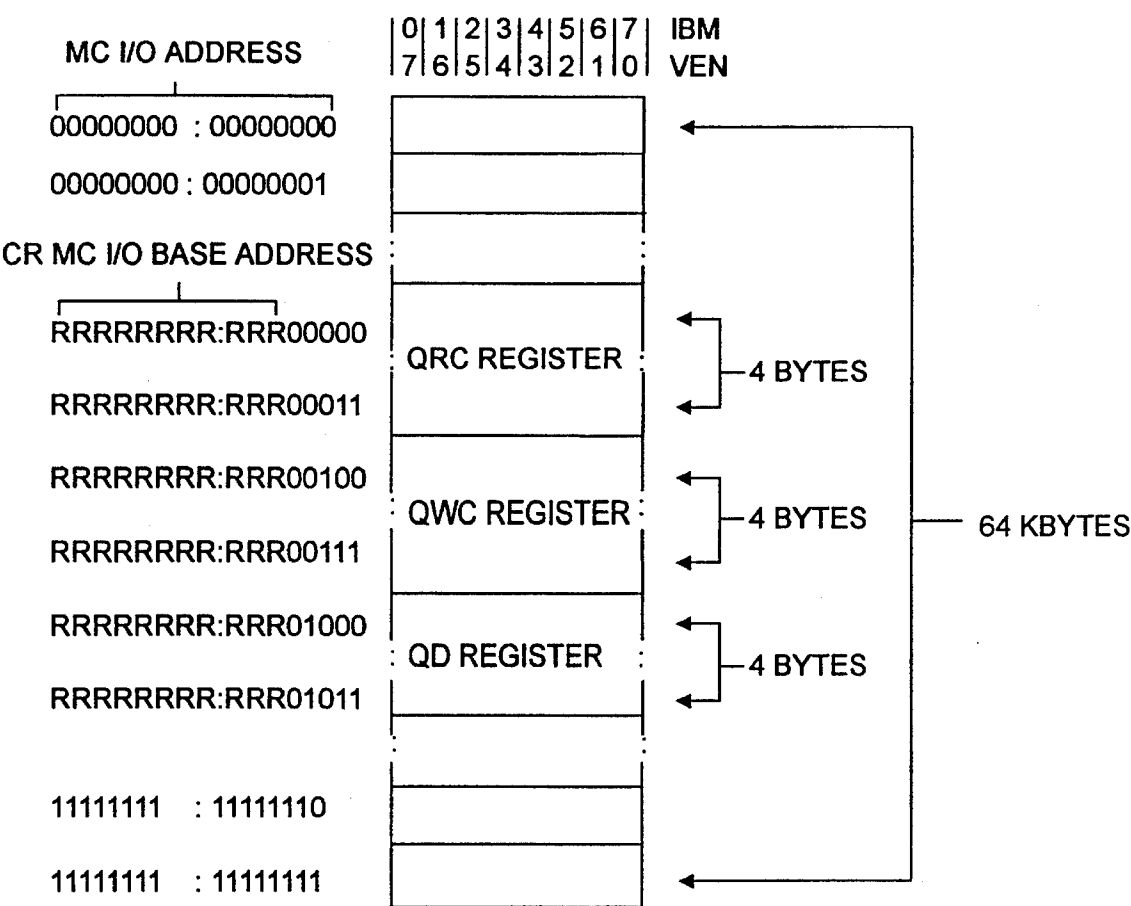 |0|1|2|3|4|5|6|7 IBM
MC I/O ADDRESS
|7|6|5|4|3|2|1|0| VEN
00000000 : 00000000
00000000 : 00000001
CR MC I/O BASE ADDRESS
RRRRRRRR:RRR00000
QRC REGISTER
4 BYTES
RRRRRRRR:RRR00011
RRRRRRRR:RRR00100
QWC REGISTER
4 BYTES
64 KBYTES
RRRRRRRR:RRR00111
RRRRRRRR:RRR01000
QD REGISTER
4 BYTES
RRRRRRRR:RRR01011
11111111 : 11111110
11111111 : 11111111